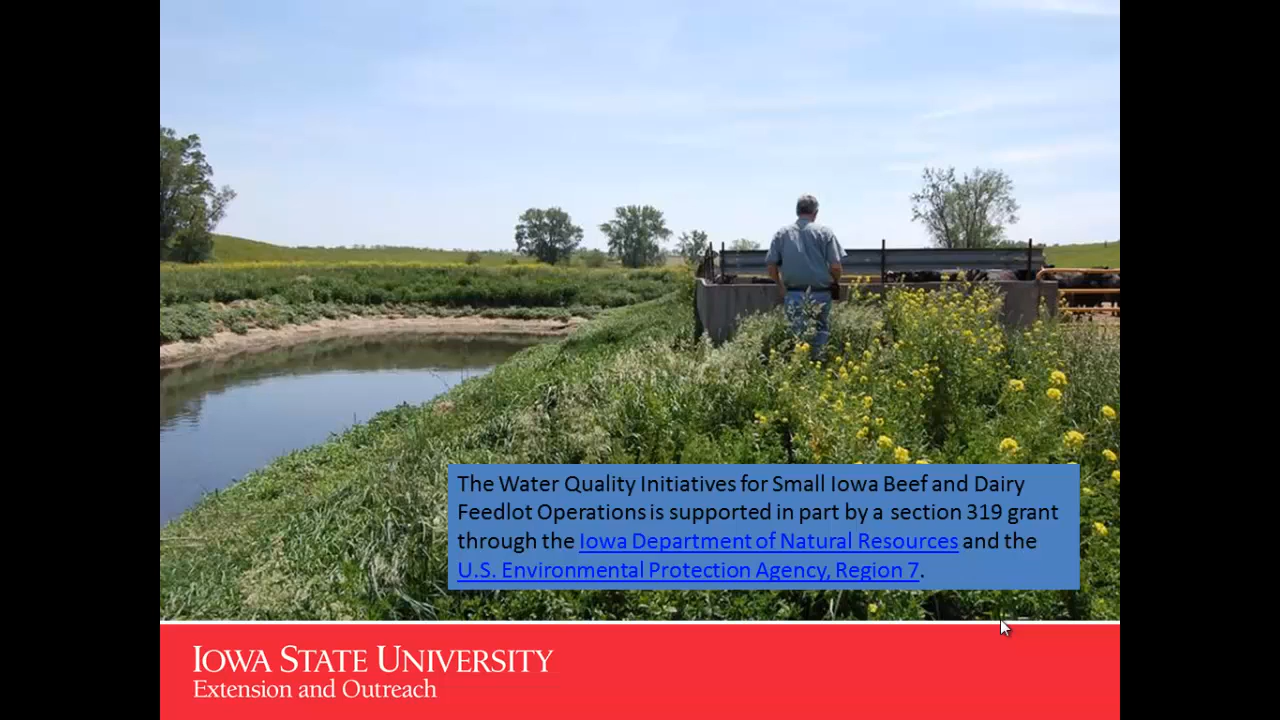 The Water Quality Initiatives for Small Iowa Beef and Dairy
Feedlot Operations is supported in part by a section 319 grant
through the Iowa Department of Natural Resources and the
U.S. Environmental Protection Agency, Region 7.
IOWA STATE UNIVERSITY
Extension and Outreach